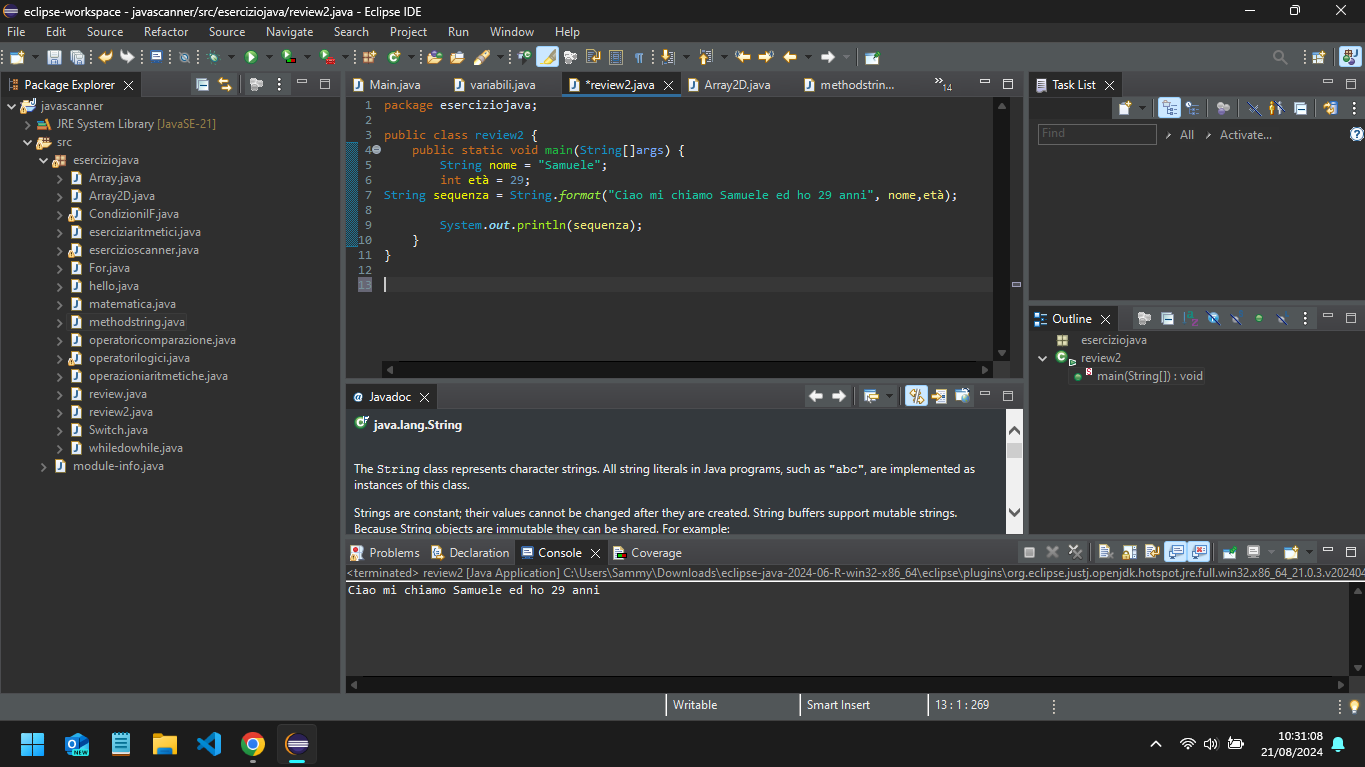 eclipse-workspace - javascanner/src/eserciziojava/review2.java - Eclipse IDE
File Edit Source Refactor Source Navigate Search Project Run Window Help
Package Explorer
javascanner
JRE System Library [JavaSE-21]
src
eserciziojava
Array.java
Array2D.java
CondizioniIF.java
eserciziaritmetici.java
esercizioscanner.java
For.java
hello.java
matematica.java
methodstring.java
operatoricomparazione.java
operatorilogici.java
operazioniaritmetiche.java
review.java
review2.java
Switch.java
whiledowhile.java
module-info.java
Main.java variabili.java *review2.java Array2D.java methodstrin... »14
1 package eserciziojava;
2
3 public class review2 {
4 public static void main(String[]args) {
5 String nome = "Samuele";
6 int età = 29;
7 String sequenza = String.format("Ciao mi chiamo Samuele ed ho 29 anni", nome,età);
8
9 System.out.println(sequenza);
10 }
11 }
12
13
Javadoc
java.lang.String
The String class represents character strings. All string literals in Java programs, such as "abc", are implemented as
instances of this class.
Strings are constant; their values cannot be changed after they are created. String buffers support mutable strings.
Because String objects are immutable they can be shared. For example:
Task List
Find All Activate...
Outline
eserciziojava
review2
main(String[]) : void
Problems Declaration Console Coverage
<terminated> review2 [Java Application] C:\Users\Sammy\Downloads\eclipse-java-2024-06-R-win32-x86_64\eclipse\plugins\org.eclipse.justj.openjdk.hotspot.jre.full.win32.x86_64_21.0.3.v202404
Ciao mi chiamo Samuele ed ho 29 anni
Writable Smart Insert 13 : 1 : 269
NEW
10:31:08
21/08/2024